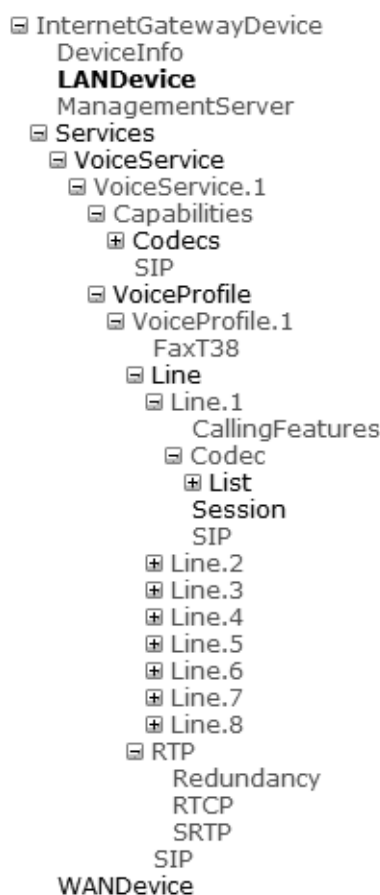 InternetGatewayDevice
DeviceInfo
LANDevice
ManagementServer
Services
VoiceService
VoiceService.1
Capabilities
Codecs
SIP
VoiceProfile
VoiceProfile.1
FaxT38
Line
Line.1
CallingFeatures
Codec
List
Session
SIP
Line.2
Line.3
Line.4
Line.5
Line.6
Line.7
Line.8
RTP
Redundancy
RTCP
SRTP
SIP
WANDevice